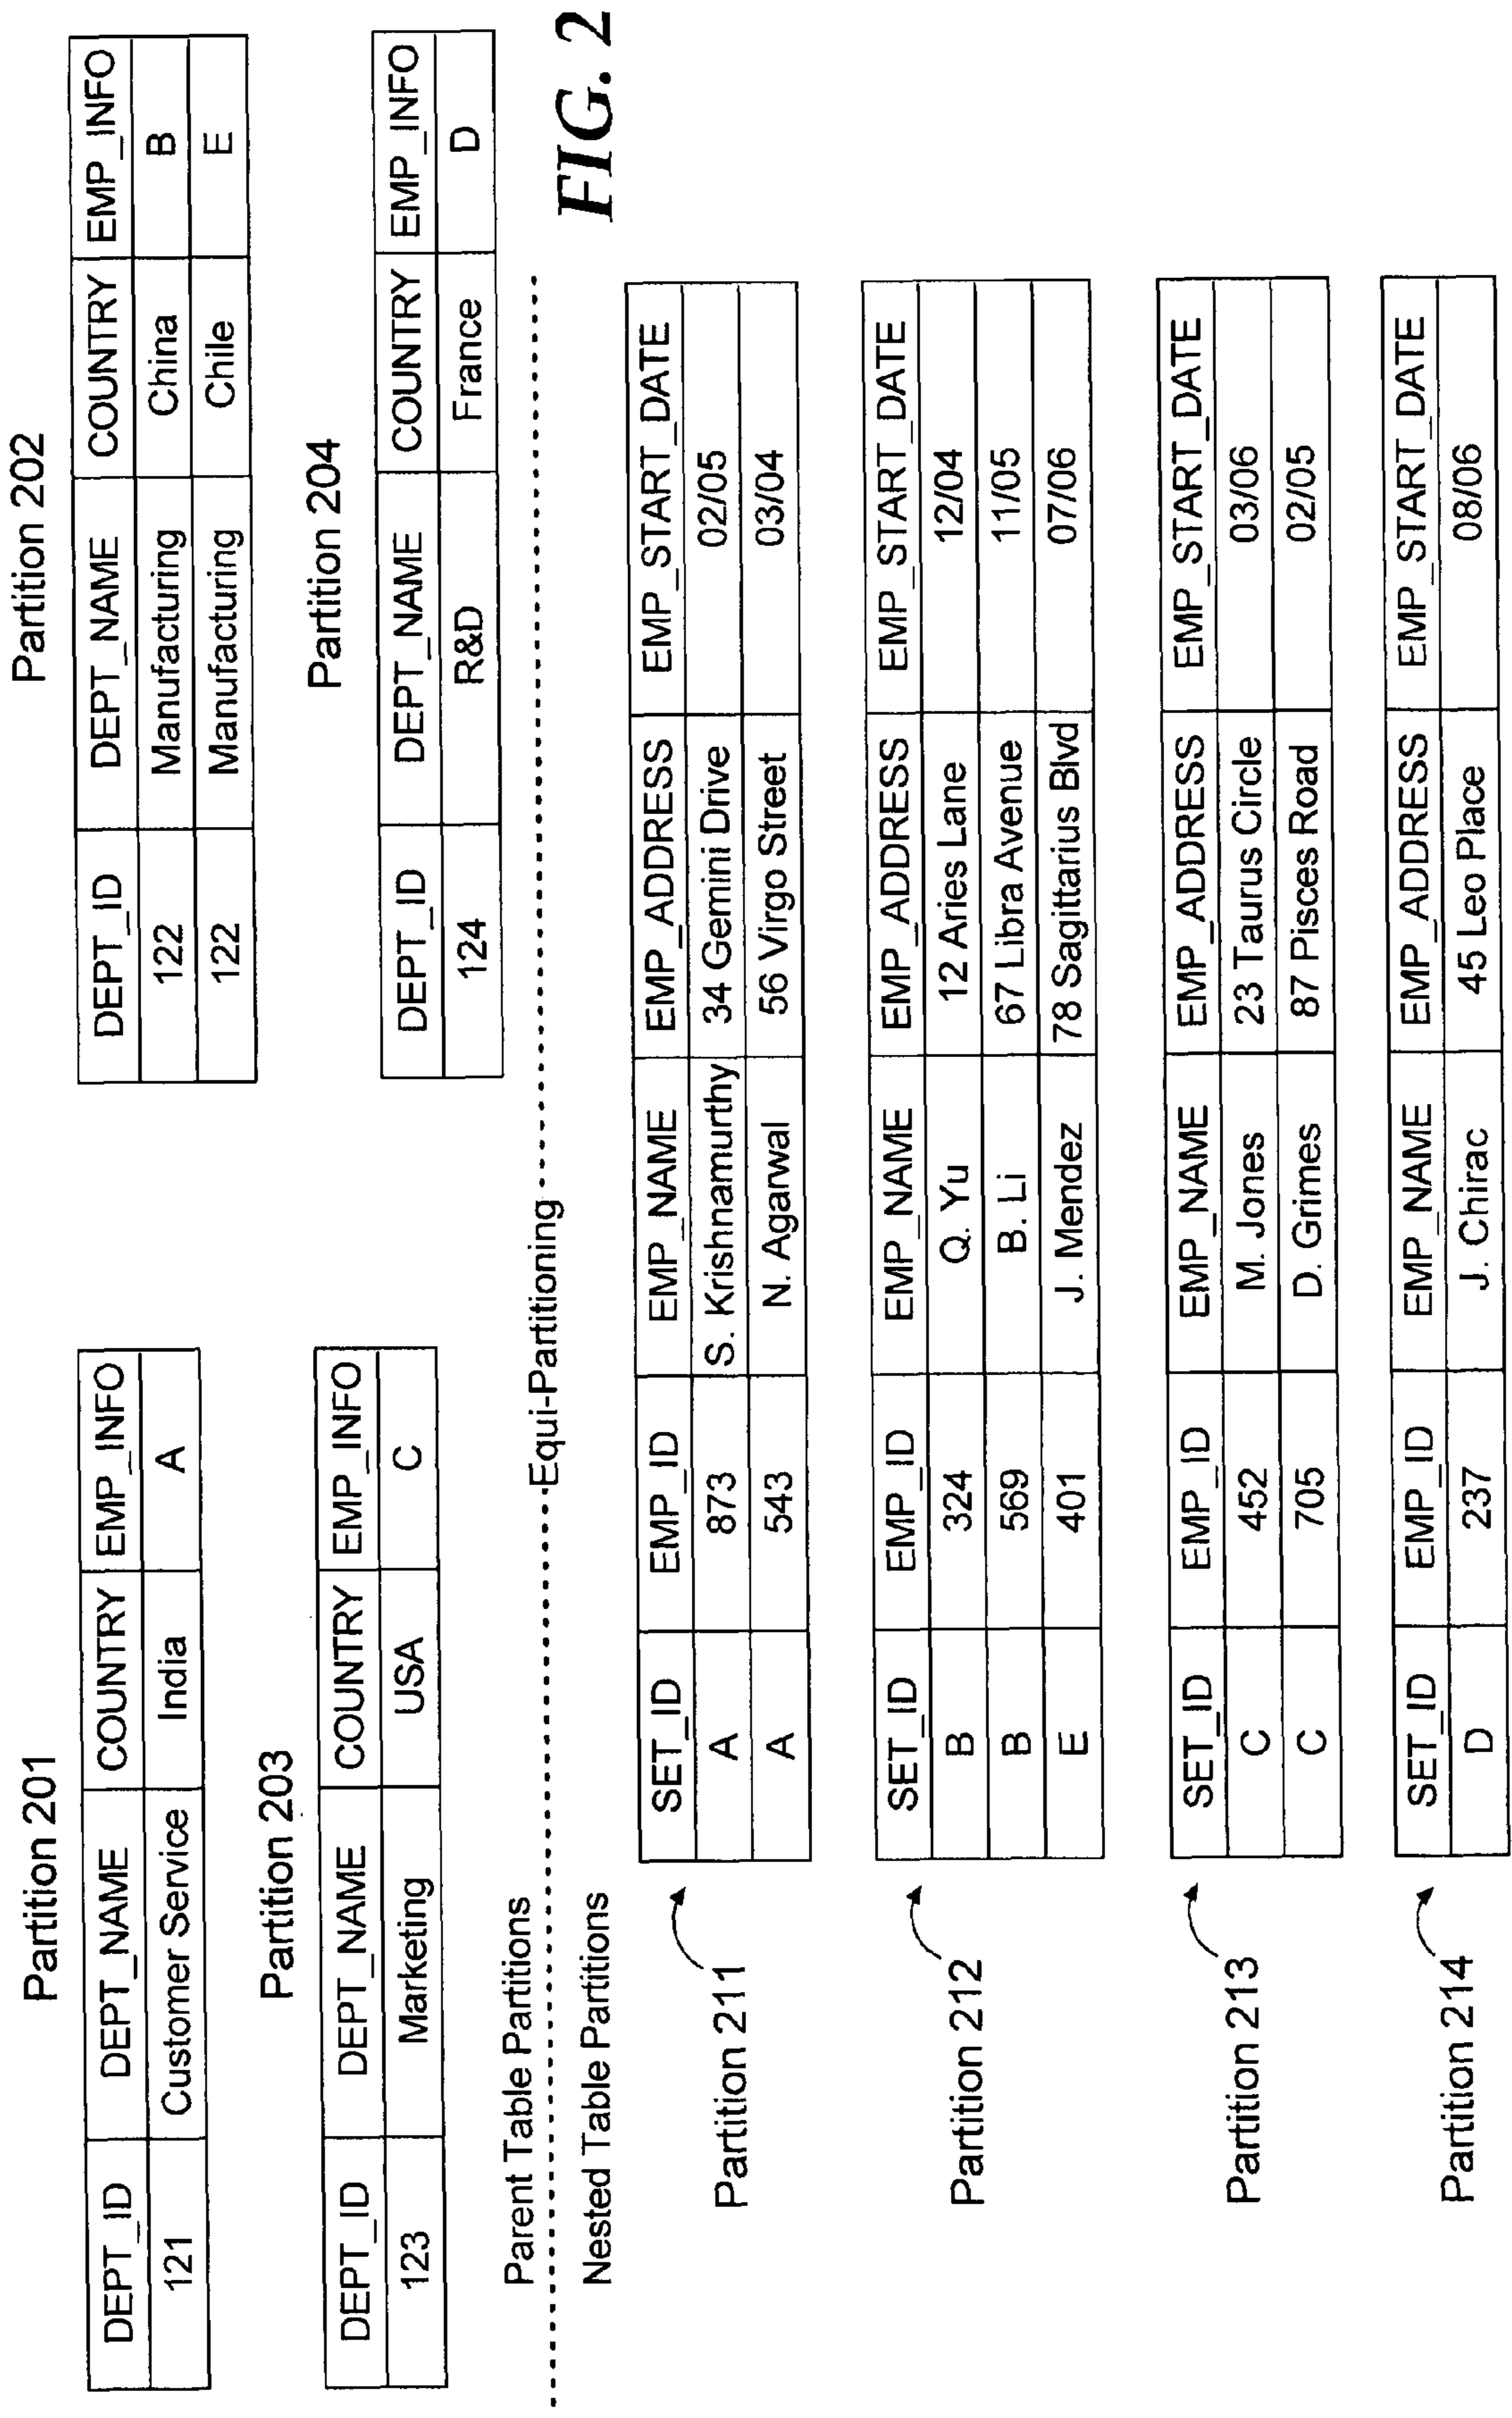 Partition 201
DEPT_ID DEPT_NAME COUNTRY EMP_INFO
121 Customer Service India A
Partition 202
DEPT_ID DEPT_NAME COUNTRY EMP_INFO
122 Manufacturing China B
122 Manufacturing Chile E
Partition 203
DEPT_ID DEPT_NAME COUNTRY EMP_INFO
123 Marketing USA C
Partition 204
DEPT_ID DEPT_NAME COUNTRY EMP_INFO
124 R&D France D
Parent Table Partitions
Equi-Partitioning
Nested Table Partitions
FIG. 2
Partition 211
SET_ID EMP_ID EMP_NAME EMP_ADDRESS EMP_START_DATE
A 873 S. Krishnamurthy 34 Gemini Drive 02/05
A 543 N. Agarwal 56 Virgo Street 03/04
Partition 212
SET_ID EMP_ID EMP_NAME EMP_ADDRESS EMP_START_DATE
B 324 Q. Yu 12 Aries Lane 12/04
B 569 B. Li 67 Libra Avenue 11/05
E 401 J. Mendez 78 Sagittarius Blvd 07/06
Partition 213
SET_ID EMP_ID EMP_NAME EMP_ADDRESS EMP_START_DATE
C 452 M. Jones 23 Taurus Circle 03/06
C 705 D. Grimes 87 Pisces Road 02/05
Partition 214
SET_ID EMP_ID EMP_NAME EMP_ADDRESS EMP_START_DATE
D 237 J. Chirac 45 Leo Place 08/06